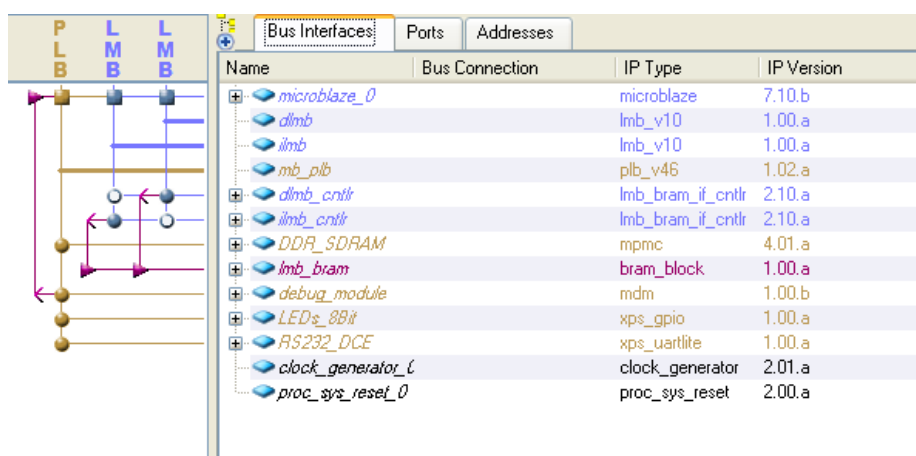 PLB LMB LMB
Bus Interfaces Ports Addresses
Name Bus Connection IP Type IP Version
microblaze_0 microblaze 7.10.b
dlmb lmb_v10 1.00.a
ilmb lmb_v10 1.00.a
mb_plb plb_v46 1.02.a
dlmb_cntlr lmb_bram_if_cntlr 2.10.a
ilmb_cntlr lmb_bram_if_cntlr 2.10.a
DDR_SDRAM mpmc 4.01.a
lmb_bram bram_block 1.00.a
debug_module mdm 1.00.b
LEDs_8Bit xps_gpio 1.00.a
RS232_DCE xps_uartlite 1.00.a
clock_generator_0 clock_generator 2.01.a
proc_sys_reset_0 proc_sys_reset 2.00.a